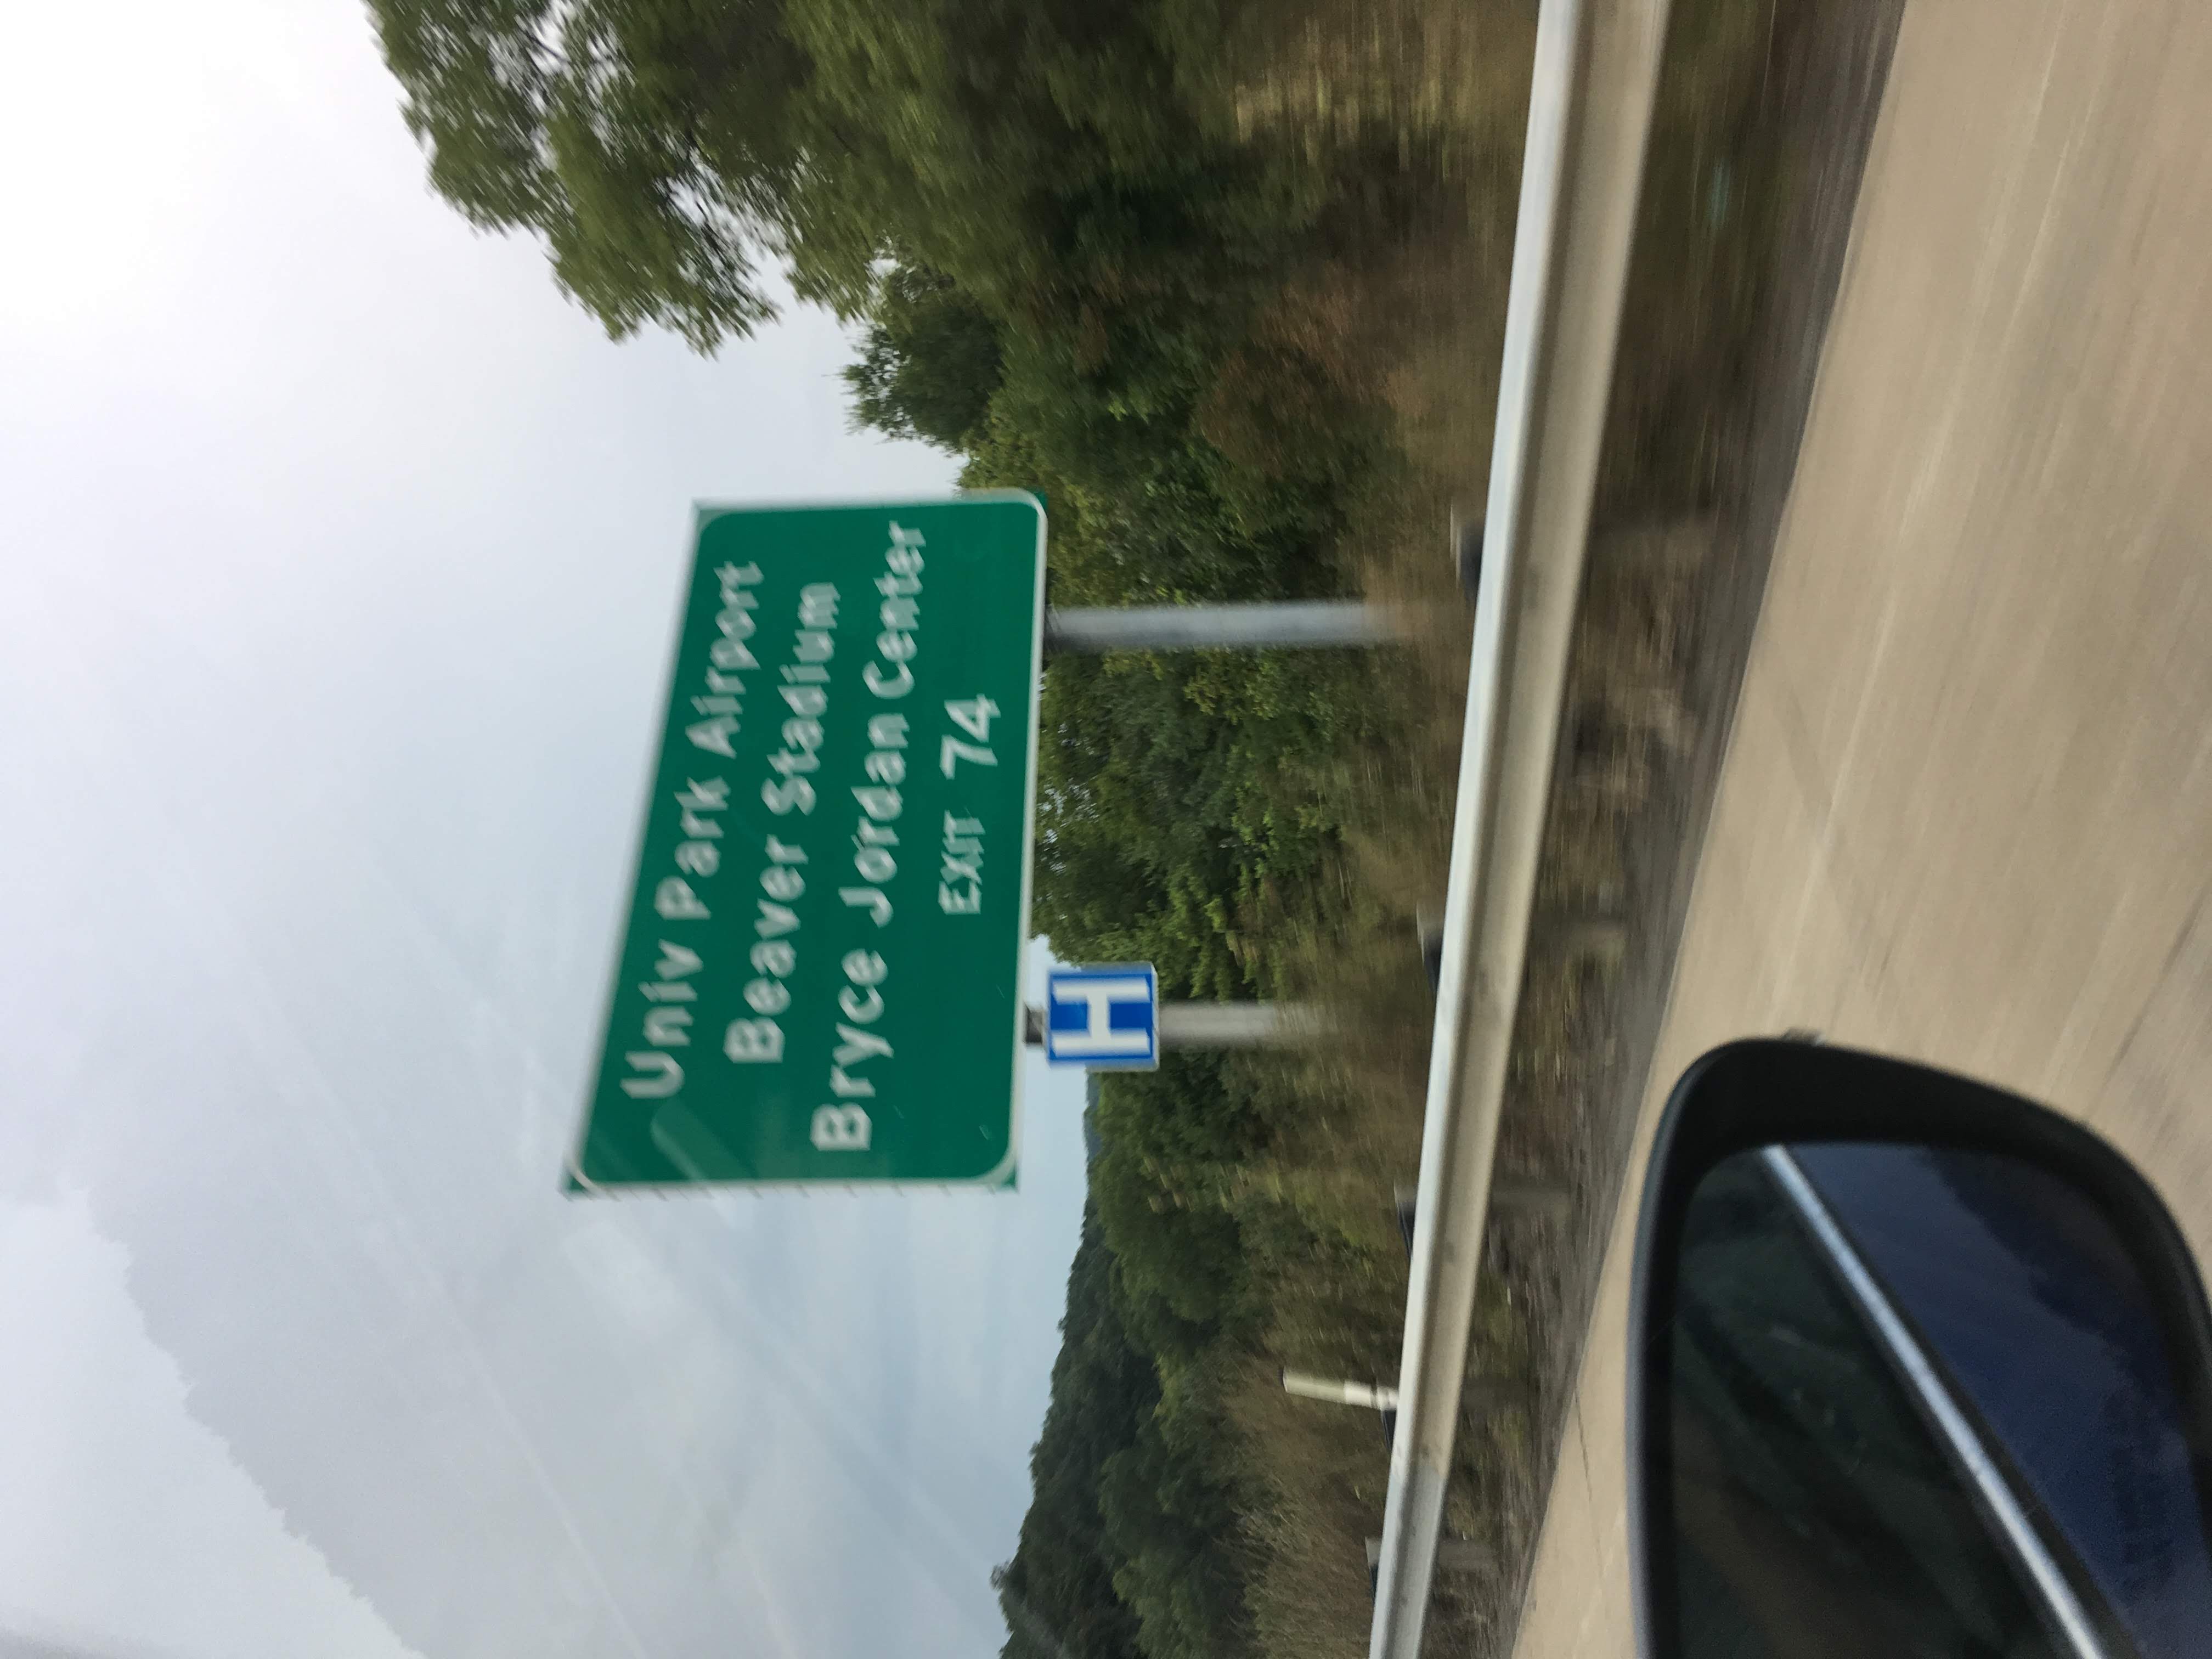 Univ Park Airport
Beaver Stadium
Bryce Jordan Center
EXIT 74
H